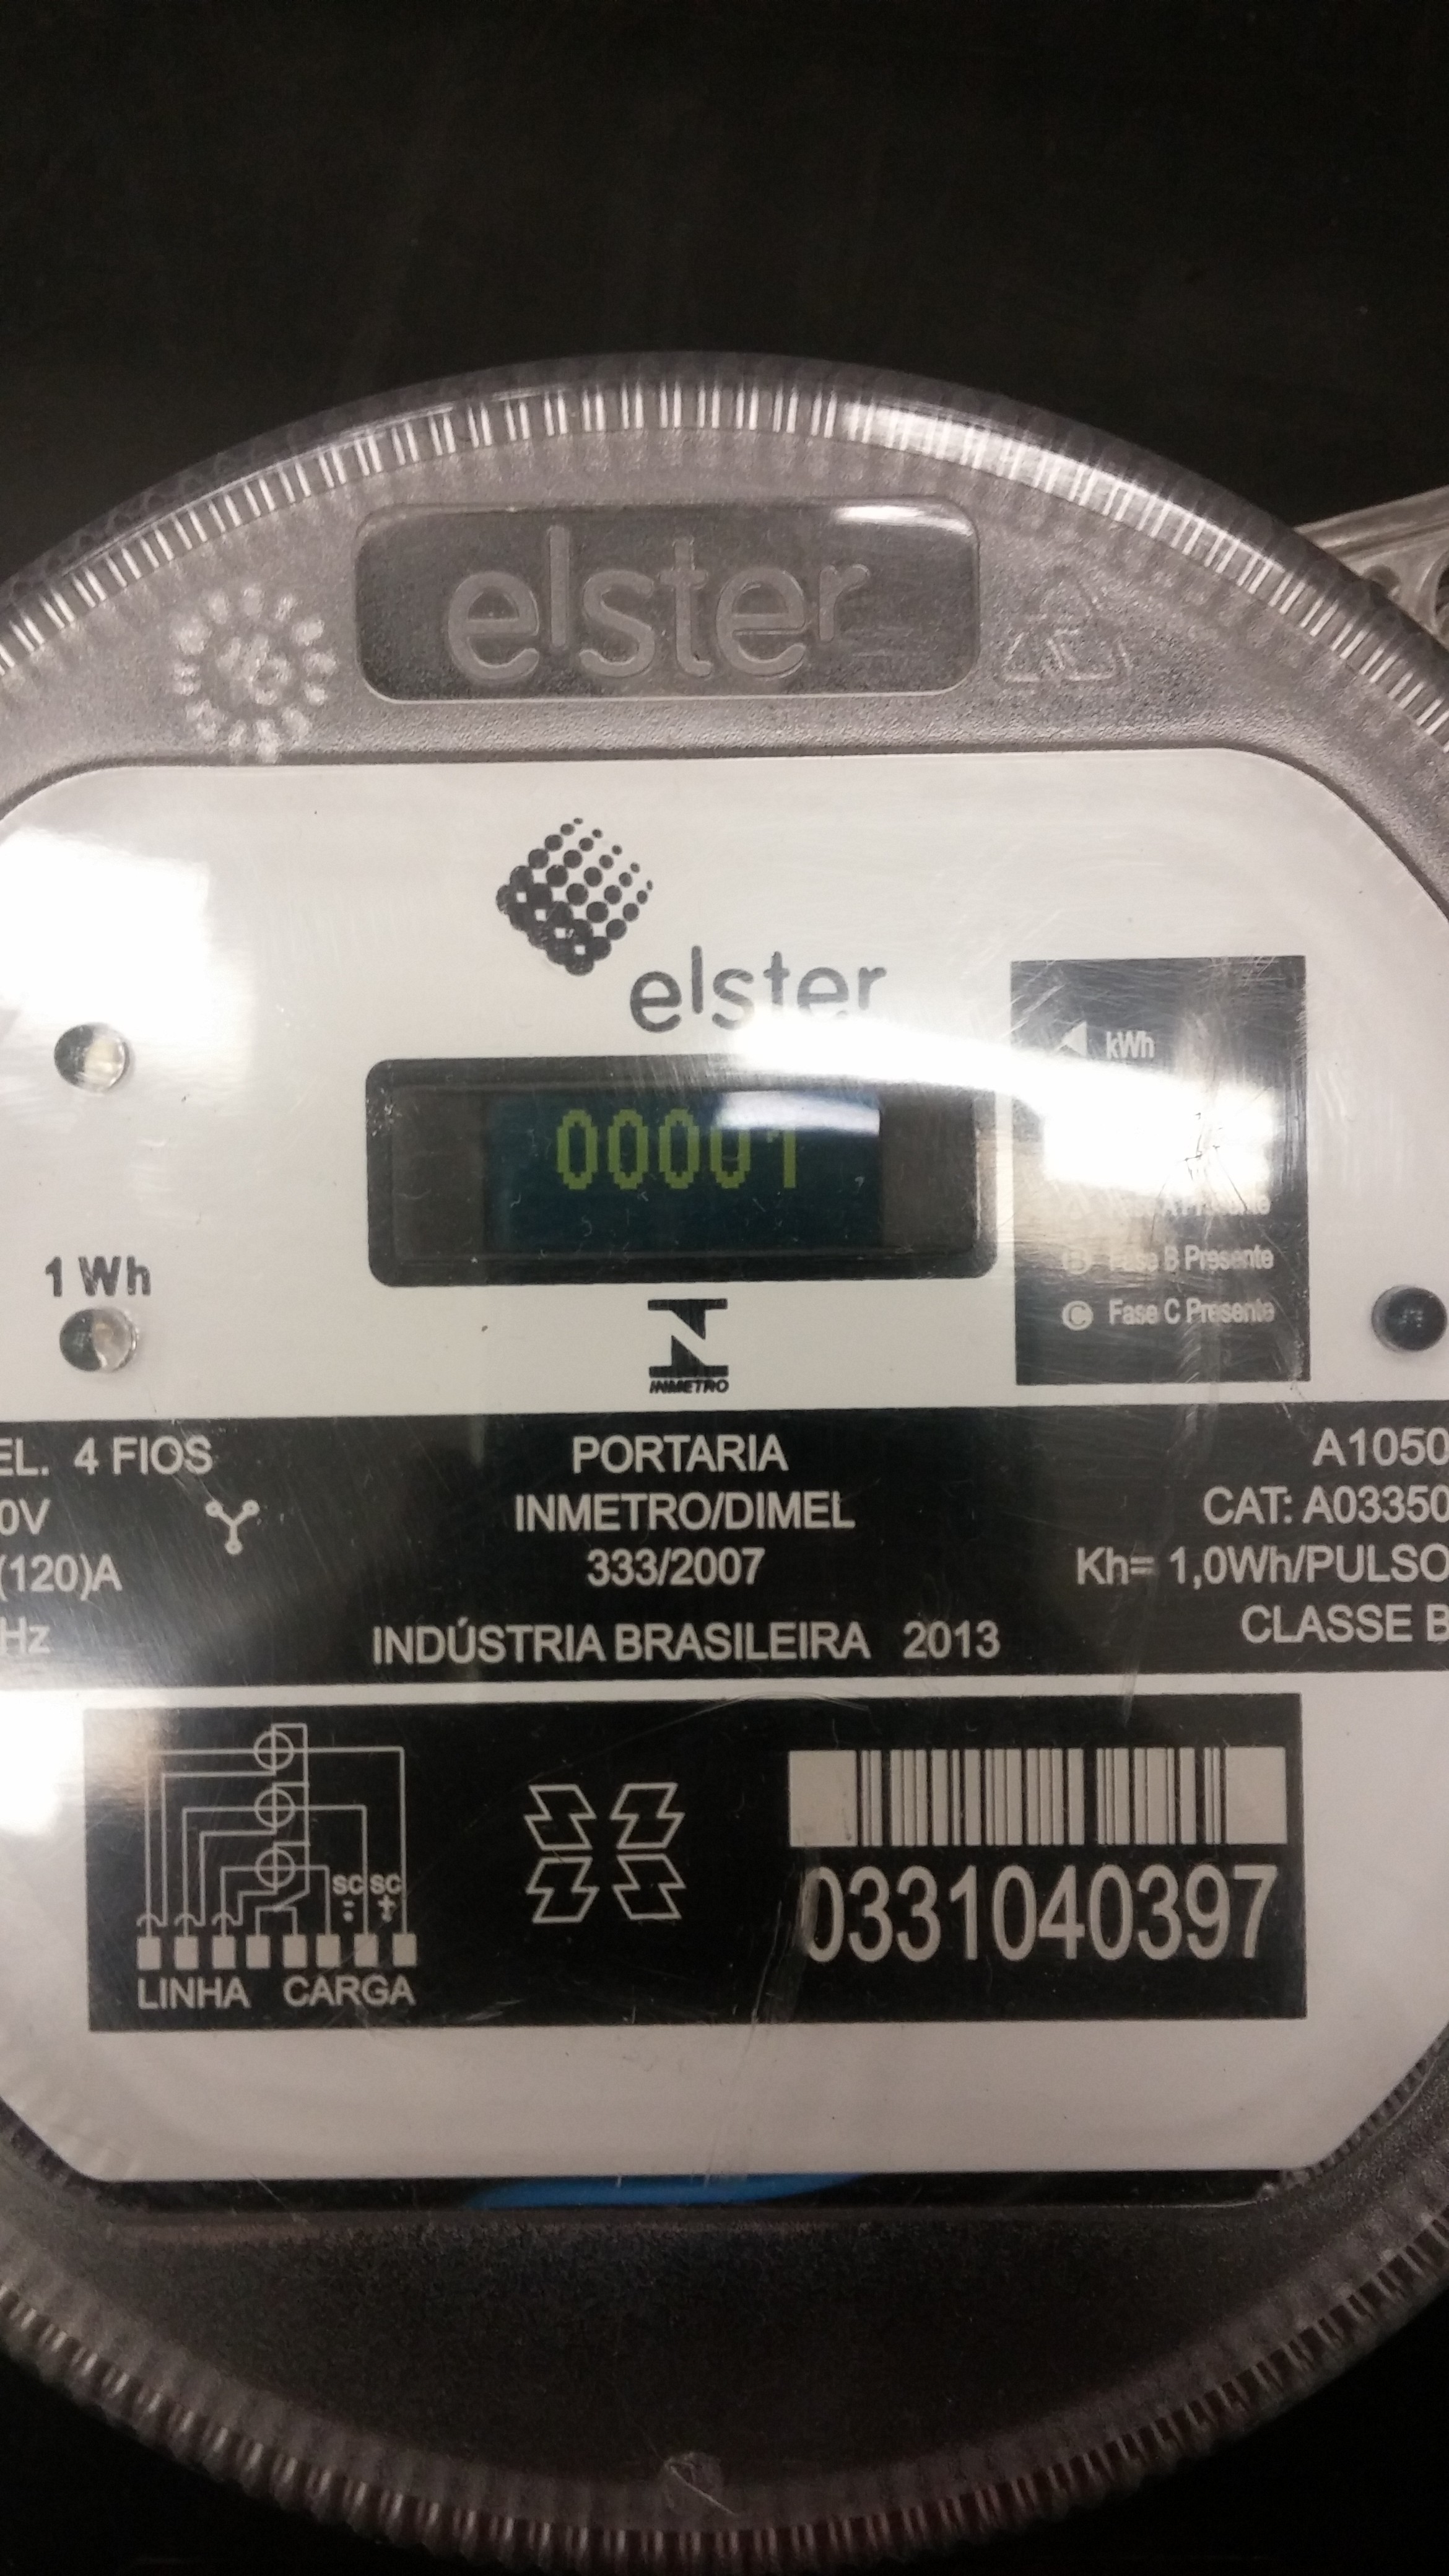 elster
elster
kWh
00001
Fase A Presente
Fase B Presente
1 Wh
C Fase C Presente
INMETRO
EL. 4 FIOS
PORTARIA
A1050
0V
INMETRO/DIMEL
CAT: A03350
(120)A
333/2007
Kh= 1,0Wh/PULSO
Hz
INDÚSTRIA BRASILEIRA 2013
CLASSE B
SC SC
- +
0331040397
LINHA CARGA